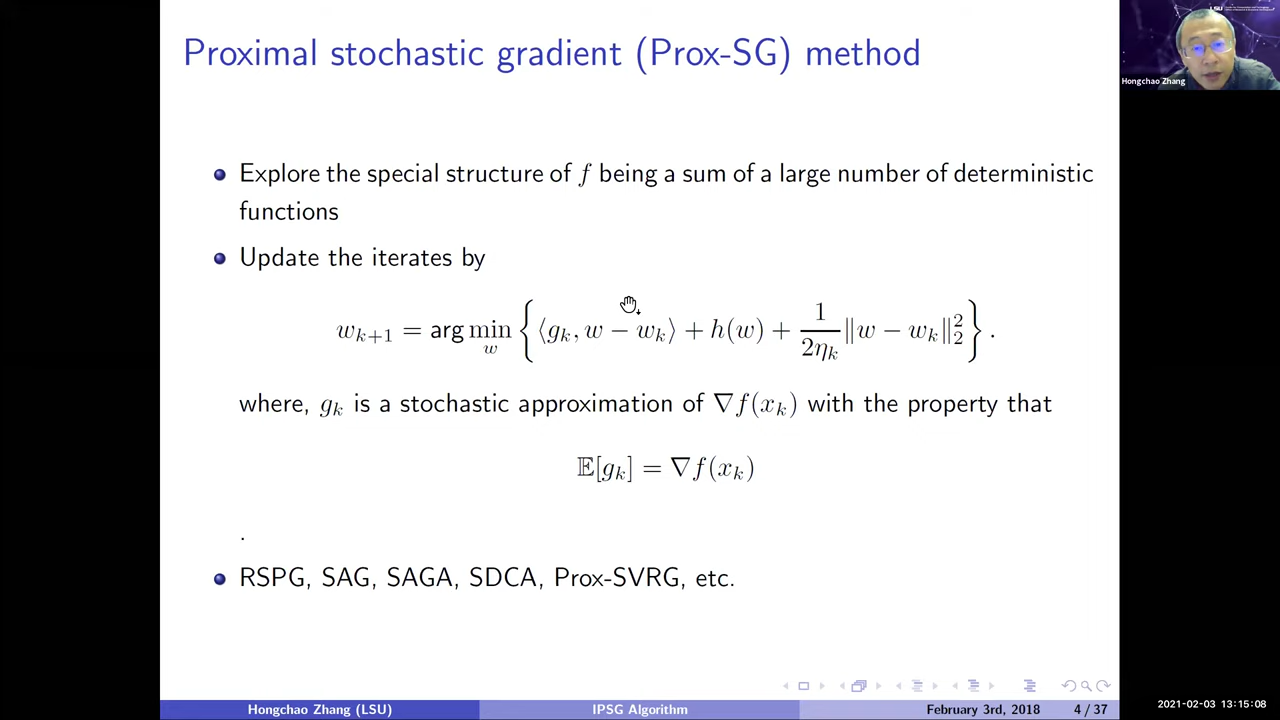 Proximal stochastic gradient (Prox-SG) method
LSU
Hongchao Zhang
Explore the special structure of f being a sum of a large number of deterministic
functions
Update the iterates by
w_{k+1} = arg min_w { ⟨g_k, w − w_k⟩ + h(w) + \frac{1}{2η_k} ‖w − w_k‖_2^2 } .
where, g_k is a stochastic approximation of ∇f(x_k) with the property that
𝔼[g_k] = ∇f(x_k)
.
RSPG, SAG, SAGA, SDCA, Prox-SVRG, etc.
Hongchao Zhang (LSU) IPSG Algorithm February 3rd, 2018 4 / 37
2021-02-03 13:15:08